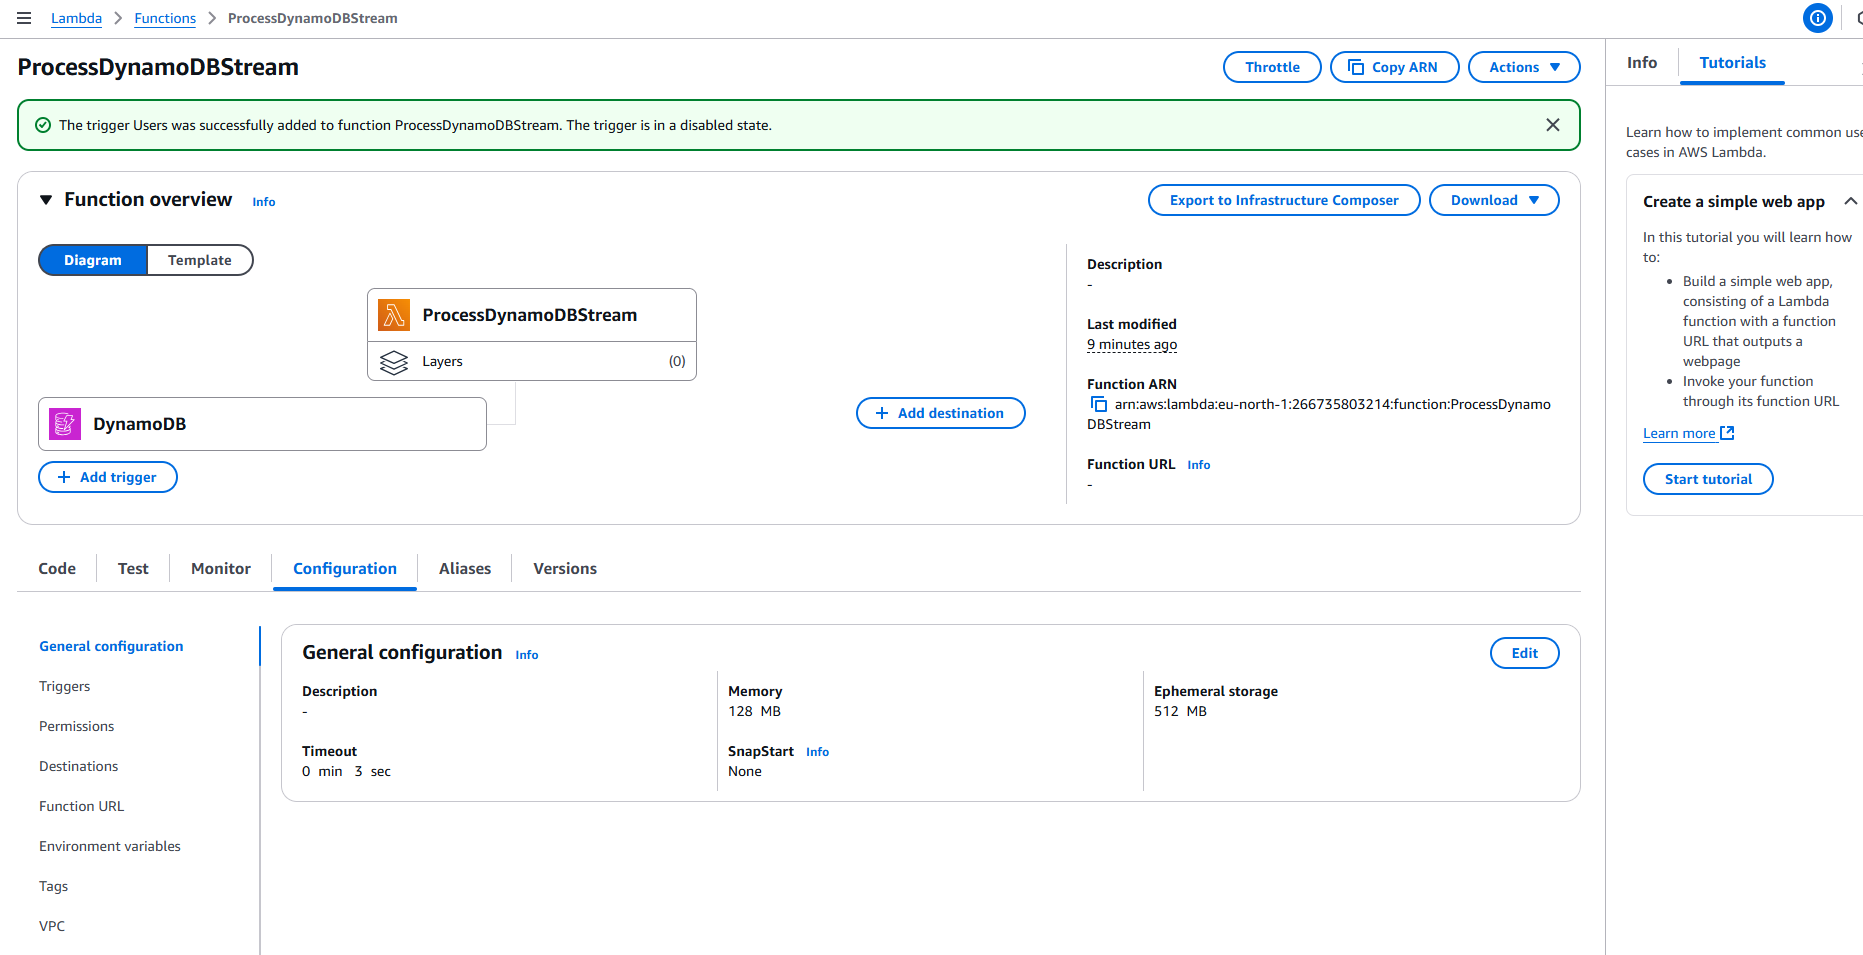 Lambda > Functions > ProcessDynamoDBStream
ProcessDynamoDBStream
Throttle
Copy ARN
Actions
The trigger Users was successfully added to function ProcessDynamoDBStream. The trigger is in a disabled state.
Function overview Info
Export to Infrastructure Composer
Download
Diagram
Template
ProcessDynamoDBStream
Layers (0)
DynamoDB
+ Add trigger
+ Add destination
Description
-
Last modified
9 minutes ago
Function ARN
arn:aws:lambda:eu-north-1:266735803214:function:ProcessDynamo
DBStream
Function URL Info
-
Code
Test
Monitor
Configuration
Aliases
Versions
General configuration
Triggers
Permissions
Destinations
Function URL
Environment variables
Tags
VPC
General configuration Info
Edit
Description
-
Memory
128 MB
Ephemeral storage
512 MB
Timeout
0 min 3 sec
SnapStart Info
None
Info
Tutorials
Learn how to implement common use
cases in AWS Lambda.
Create a simple web app
In this tutorial you will learn how
to:
• Build a simple web app,
consisting of a Lambda
function with a function
URL that outputs a
webpage
• Invoke your function
through its function URL
Learn more
Start tutorial